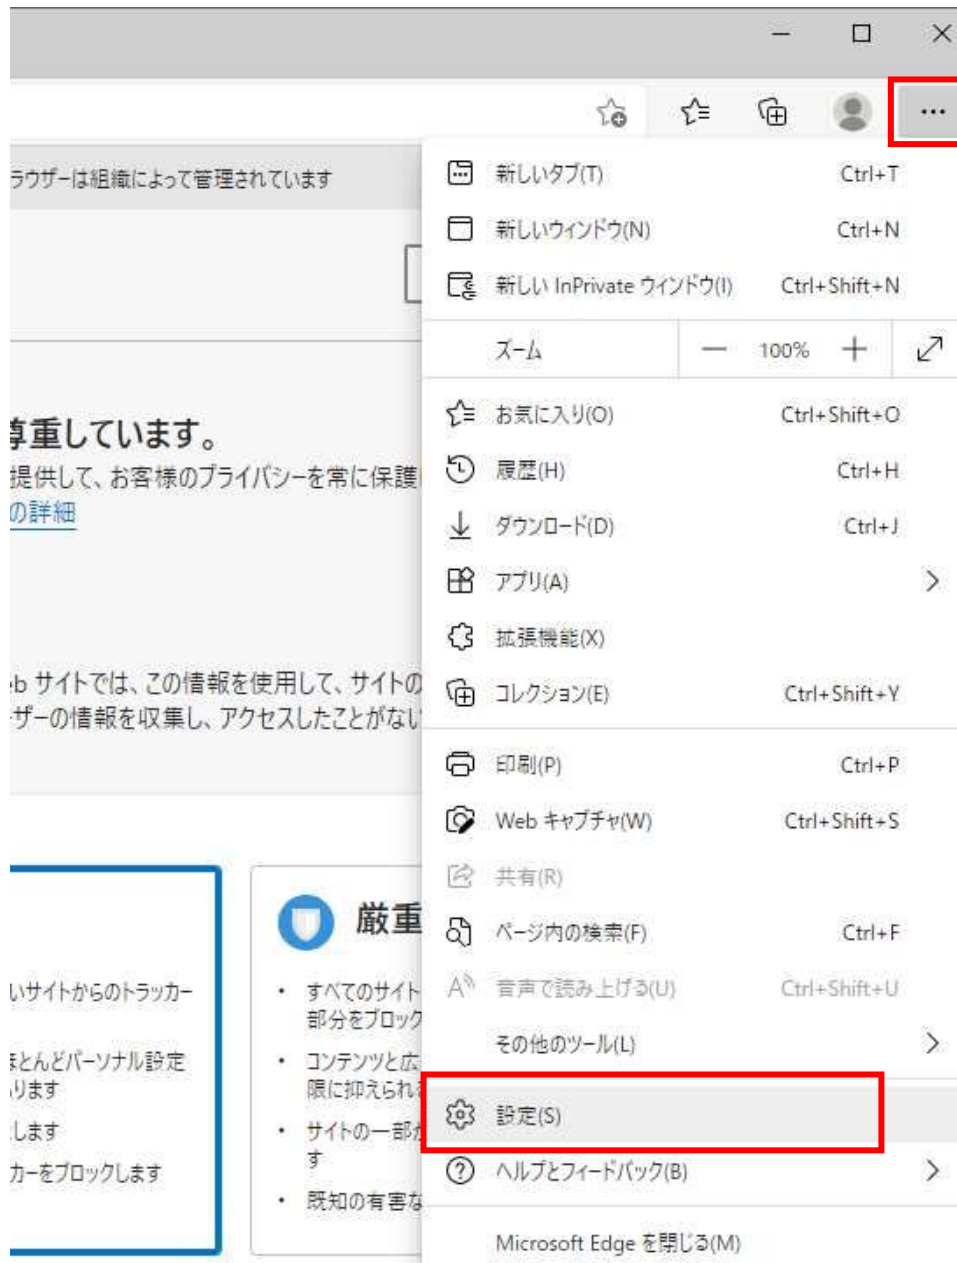 ラウザーは組織によって管理されています
尊重しています。
提供して、お客様のプライバシーを常に保護
の詳細
eb サイトでは、この情報を使用して、サイトの
ザーの情報を収集し、アクセスしたことがない
いサイトからのトラッカー
ほとんどパーソナル設定
ります
します
カーをブロックします
厳重
• すべてのサイト
部分をブロック
• コンテンツと広
限に抑えられ
• サイトの一部が
す
• 既知の有害な
新しいタブ(T) Ctrl+T
新しいウィンドウ(N) Ctrl+N
新しい InPrivate ウィンドウ(I) Ctrl+Shift+N
ズーム — 100% +
お気に入り(O) Ctrl+Shift+O
履歴(H) Ctrl+H
ダウンロード(D) Ctrl+J
アプリ(A)
拡張機能(X)
コレクション(E) Ctrl+Shift+Y
印刷(P) Ctrl+P
Web キャプチャ(W) Ctrl+Shift+S
共有(R)
ページ内の検索(F) Ctrl+F
音声で読み上げる(U) Ctrl+Shift+U
その他のツール(L)
設定(S)
ヘルプとフィードバック(B)
Microsoft Edge を閉じる(M)